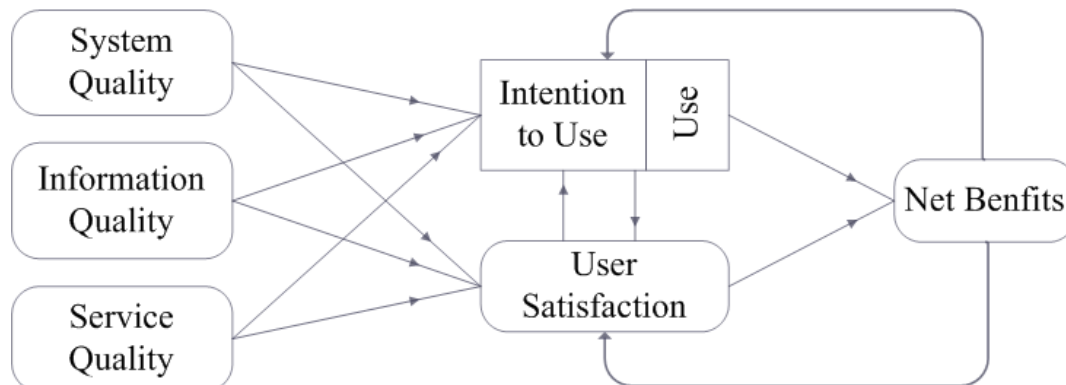 System
Quality
Information
Quality
Service
Quality
Intention
to Use
Use
User
Satisfaction
Net Benfits